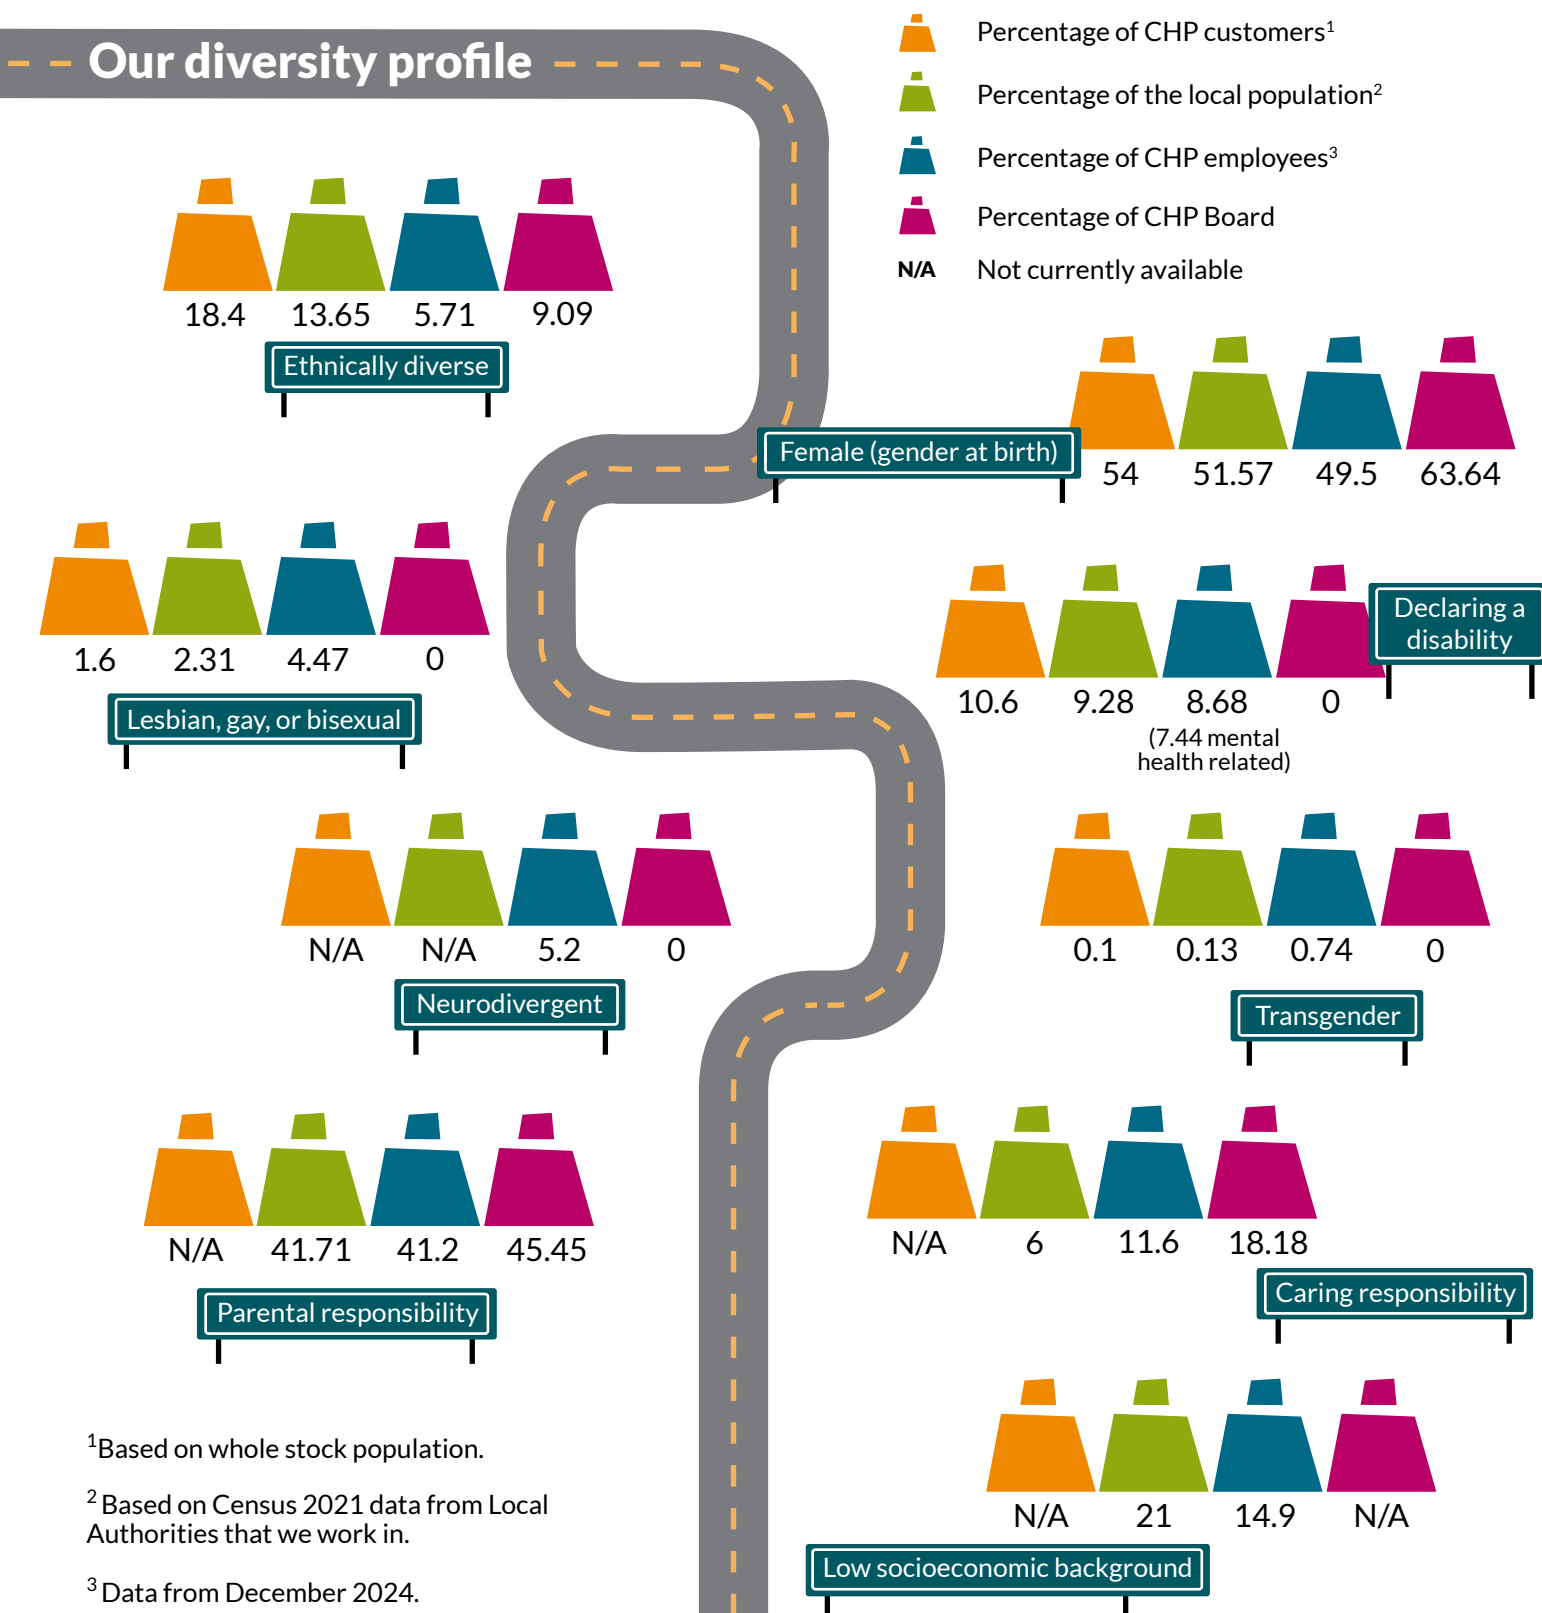 Our diversity profile
Percentage of CHP customers¹
Percentage of the local population²
Percentage of CHP employees³
Percentage of CHP Board
N/A Not currently available
18.4 13.65 5.71 9.09
Ethnically diverse
Female (gender at birth)
54 51.57 49.5 63.64
1.6 2.31 4.47 0
Lesbian, gay, or bisexual
Declaring a
disability
10.6 9.28 8.68 0
(7.44 mental
health related)
N/A N/A 5.2 0
Neurodivergent
0.1 0.13 0.74 0
Transgender
N/A 41.71 41.2 45.45
Parental responsibility
N/A 6 11.6 18.18
Caring responsibility
N/A 21 14.9 N/A
Low socioeconomic background
¹Based on whole stock population.
² Based on Census 2021 data from Local
Authorities that we work in.
³ Data from December 2024.